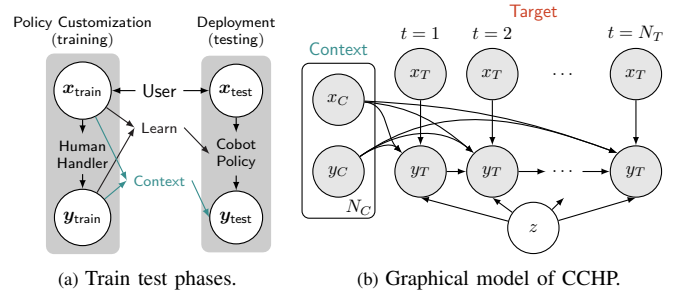 Policy Customization
(training)
Deployment
(testing)
x_train
User
x_test
Learn
Human
Handler
Cobot
Policy
Context
y_train
y_test
(a) Train test phases.
Target
t = 1
t = 2
t = N_T
Context
x_T
x_T
···
x_T
x_C
y_C
N_C
y_T
y_T
···
y_T
z
(b) Graphical model of CCHP.